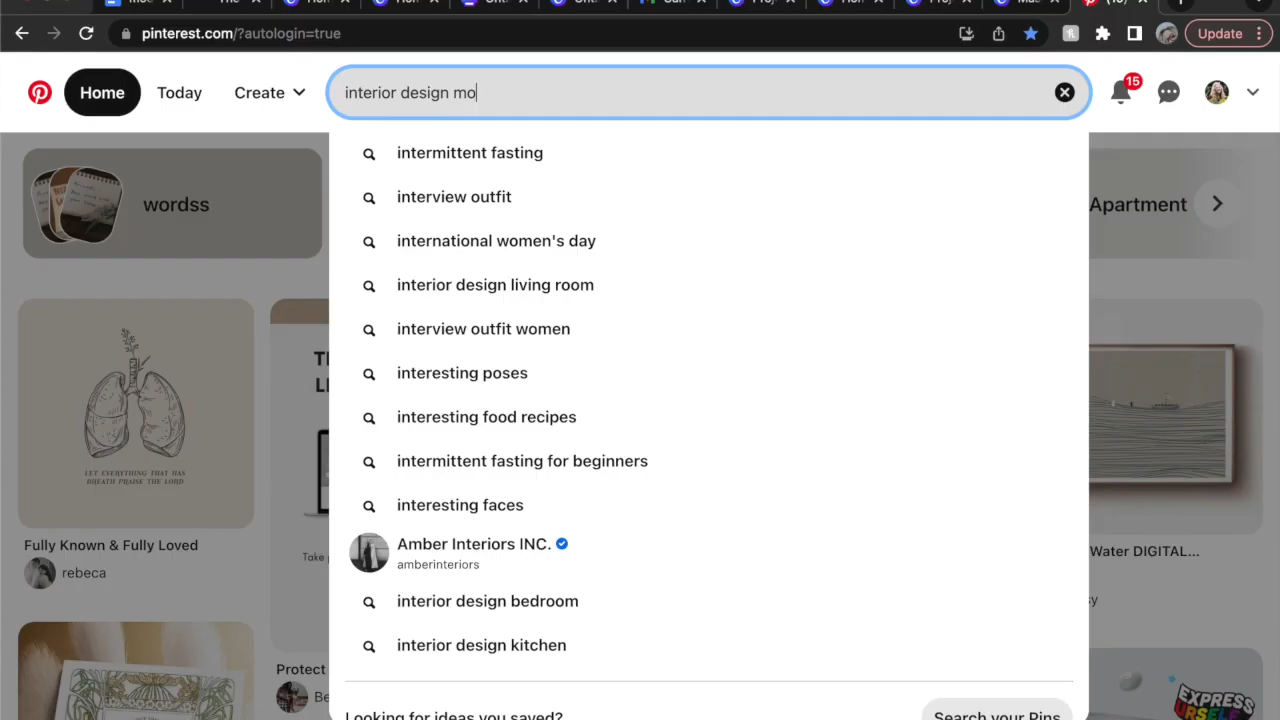 pinterest.com/?autologin=true
Update
Home
Today
Create
interior design mo
15
intermittent fasting
interview outfit
international women's day
interior design living room
interview outfit women
interesting poses
interesting food recipes
intermittent fasting for beginners
interesting faces
Amber Interiors INC.
amberinteriors
interior design bedroom
interior design kitchen
Looking for ideas you saved?
Search your Pins
wordss
Apartment
LET EVERYTHING THAT HAS
BREATH PRAISE THE LORD
Fully Known & Fully Loved
rebeca
Take
Protect
Be
Water DIGITAL...
EXPRESS